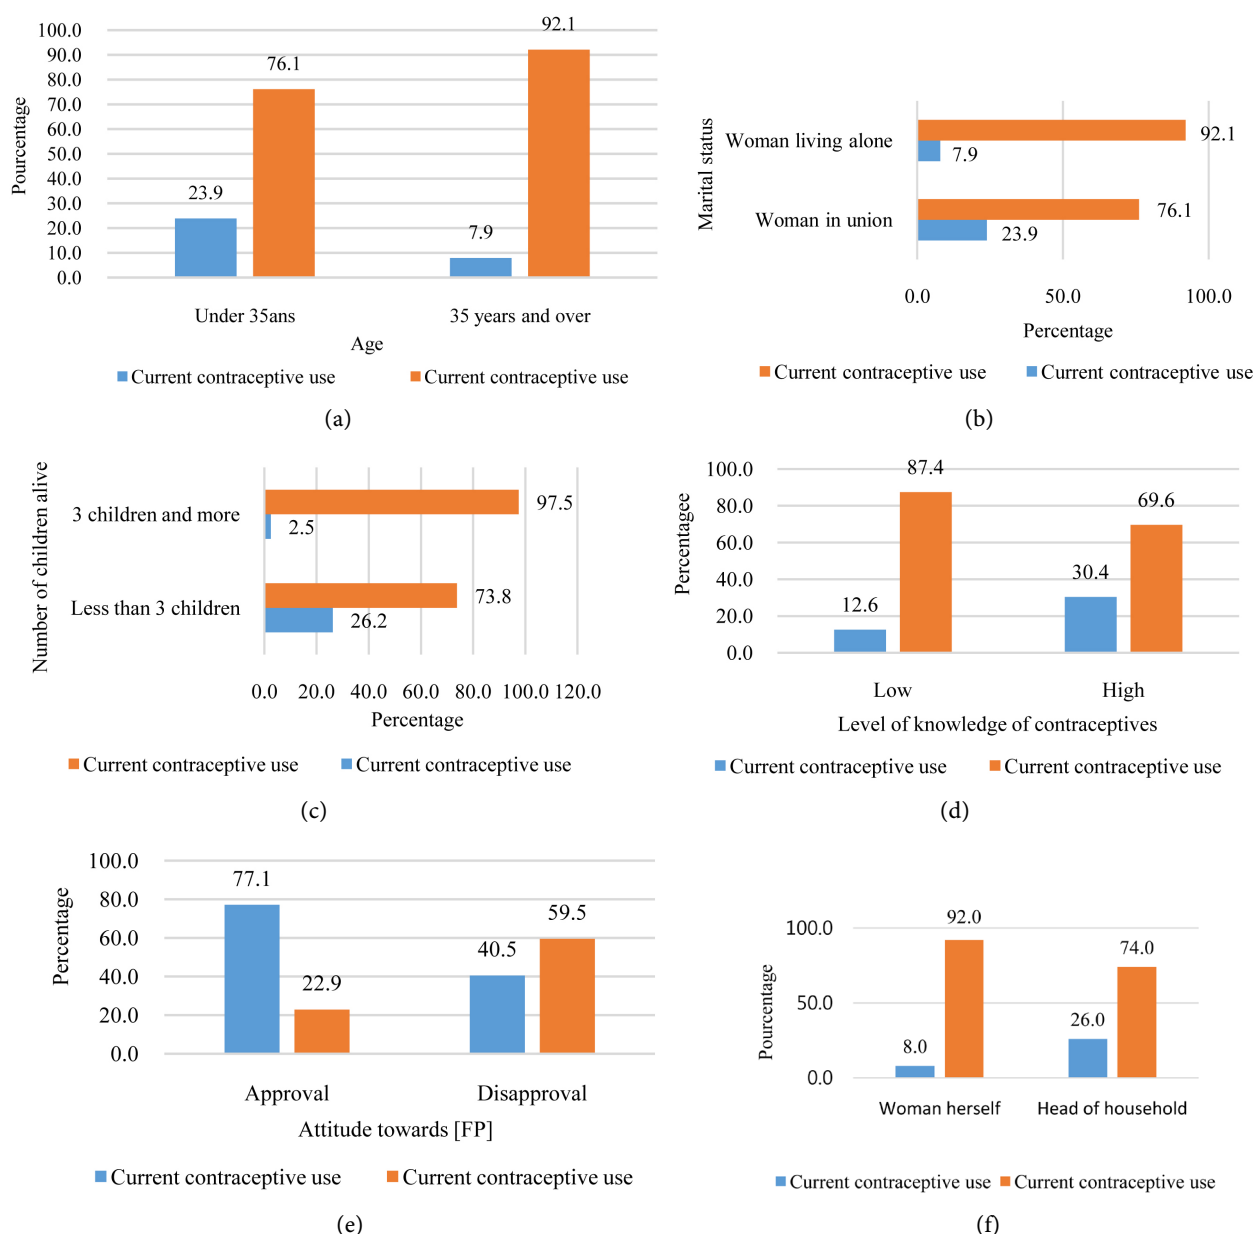 100.0
90.0
80.0
70.0
60.0
50.0
40.0
30.0
20.0
10.0
0.0
Pourcentage
23.9
76.1
7.9
92.1
Under 35ans
35 years and over
Age
Current contraceptive use
Current contraceptive use
(a)
Marital status
Woman living alone
92.1
7.9
Woman in union
76.1
23.9
0.0
50.0
100.0
Percentage
Current contraceptive use
Current contraceptive use
(b)
Number of children alive
3 children and more
97.5
2.5
Less than 3 children
73.8
26.2
0.0
20.0
40.0
60.0
80.0
100.0
120.0
Percentage
Current contraceptive use
Current contraceptive use
(c)
100.0
80.0
60.0
40.0
20.0
0.0
Percentagee
12.6
87.4
30.4
69.6
Low
High
Level of knowledge of contraceptives
Current contraceptive use
Current contraceptive use
(d)
100.0
80.0
60.0
40.0
20.0
0.0
Percentage
77.1
22.9
40.5
59.5
Approval
Disapproval
Attitude towards [FP]
Current contraceptive use
Current contraceptive use
(e)
100.0
50.0
0.0
Pourcentage
8.0
92.0
26.0
74.0
Woman herself
Head of household
Current contraceptive use
Current contraceptive use
(f)